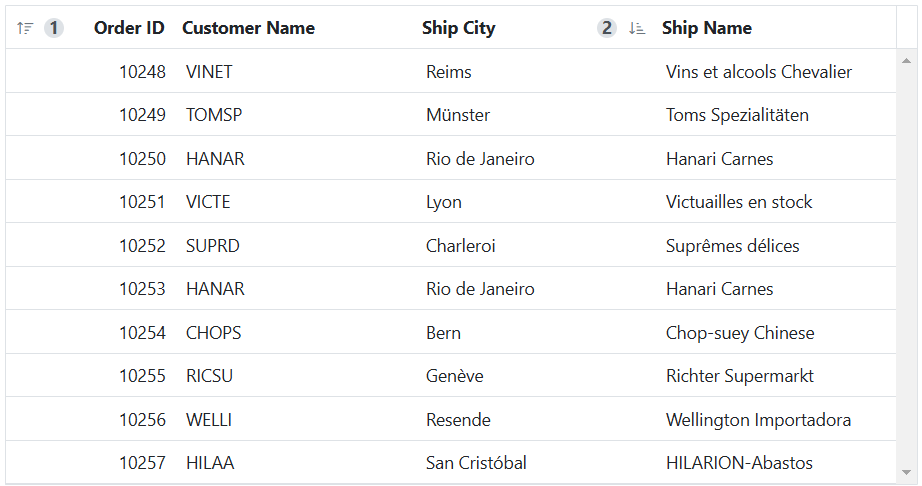 1 Order ID Customer Name Ship City 2 Ship Name
10248 VINET Reims Vins et alcools Chevalier
10249 TOMSP Münster Toms Spezialitäten
10250 HANAR Rio de Janeiro Hanari Carnes
10251 VICTE Lyon Victuailles en stock
10252 SUPRD Charleroi Suprêmes délices
10253 HANAR Rio de Janeiro Hanari Carnes
10254 CHOPS Bern Chop-suey Chinese
10255 RICSU Genève Richter Supermarkt
10256 WELLI Resende Wellington Importadora
10257 HILAA San Cristóbal HILARION-Abastos